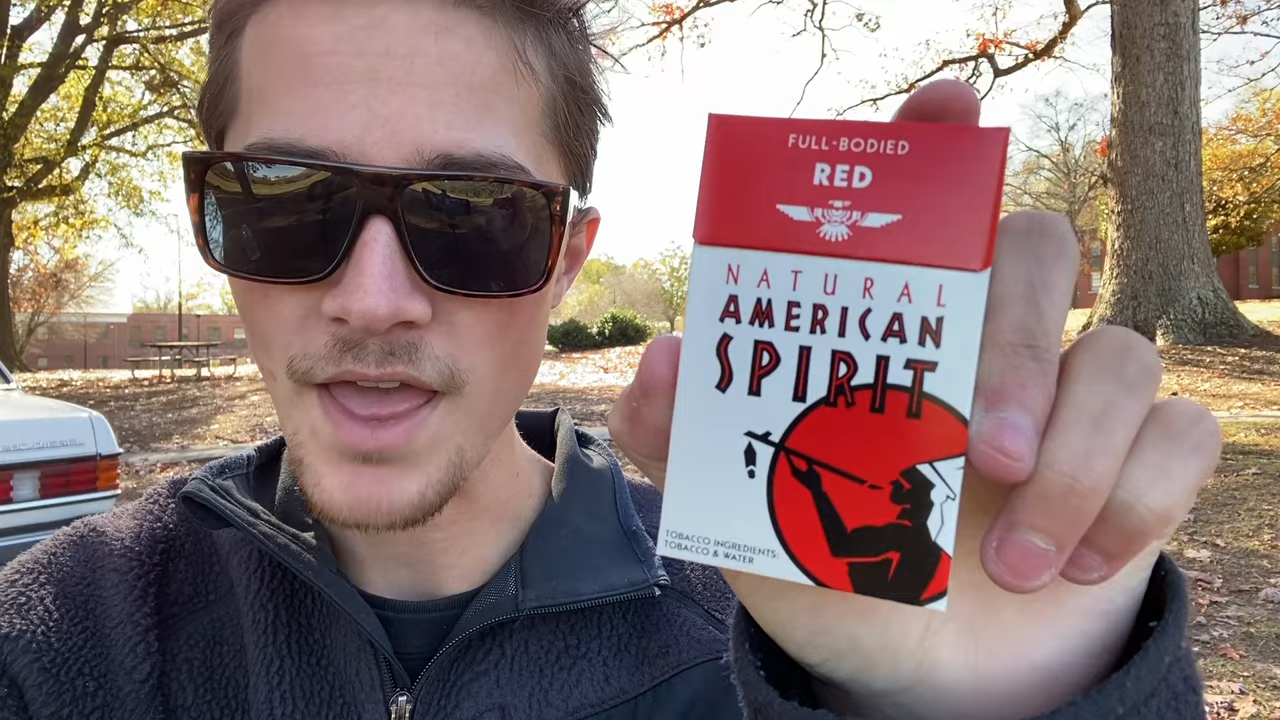 FULL-BODIED
RED
NATURAL
AMERICAN
SPIRIT
TOBACCO INGREDIENTS:
TOBACCO & WATER